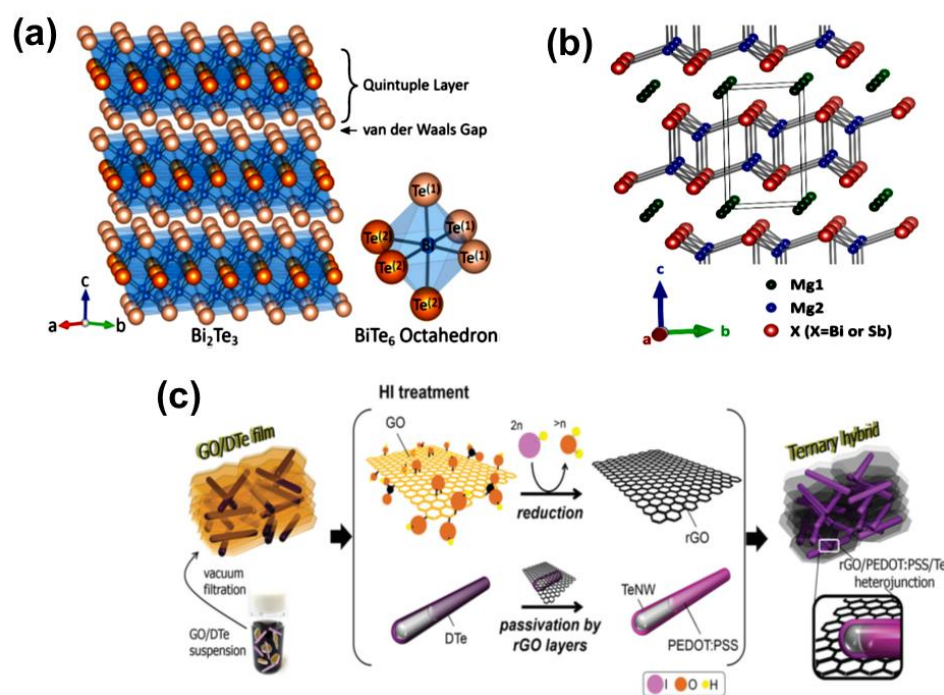 (a)
Quintuple Layer
van der Waals Gap
Te(1)
Te(1)
Te(2)
Bi
Te(2)
Te(1)
Te(2)
c
a
b
Bi₂Te₃
BiTe₆ Octahedron
(b)
c
a
b
Mg1
Mg2
X (X=Bi or Sb)
(c)
HI treatment
GO/DTe film
vacuum
filtration
GO/DTe
suspension
GO
2n
>n
reduction
rGO
DTe
passivation by
rGO layers
TeNW
PEDOT:PSS
I
O
H
Ternary hybrid
rGO/PEDOT:PSS/Te
heterojunction